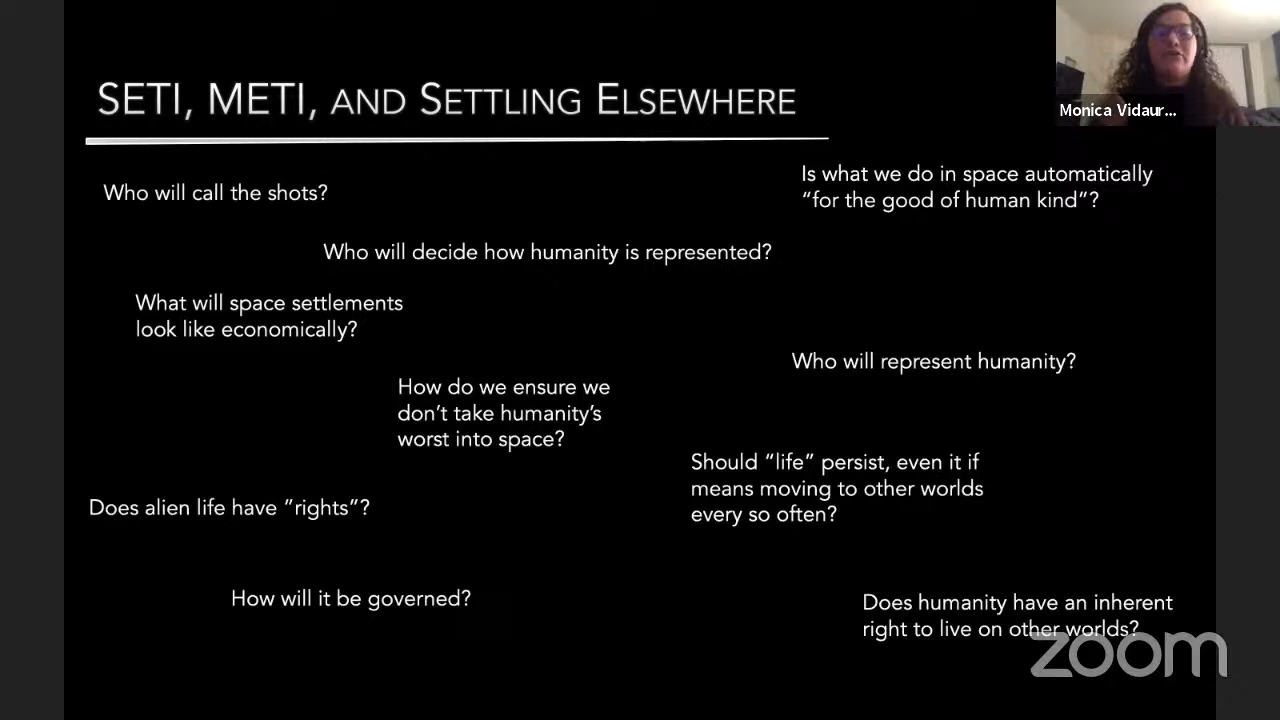 SETI, METI, AND SETTLING ELSEWHERE
Monica Vidaur...
Who will call the shots?
Is what we do in space automatically
“for the good of human kind”?
Who will decide how humanity is represented?
What will space settlements
look like economically?
Who will represent humanity?
How do we ensure we
don’t take humanity’s
worst into space?
Should “life” persist, even it if
means moving to other worlds
every so often?
Does alien life have ”rights”?
How will it be governed?
Does humanity have an inherent
right to live on other worlds?
zoom